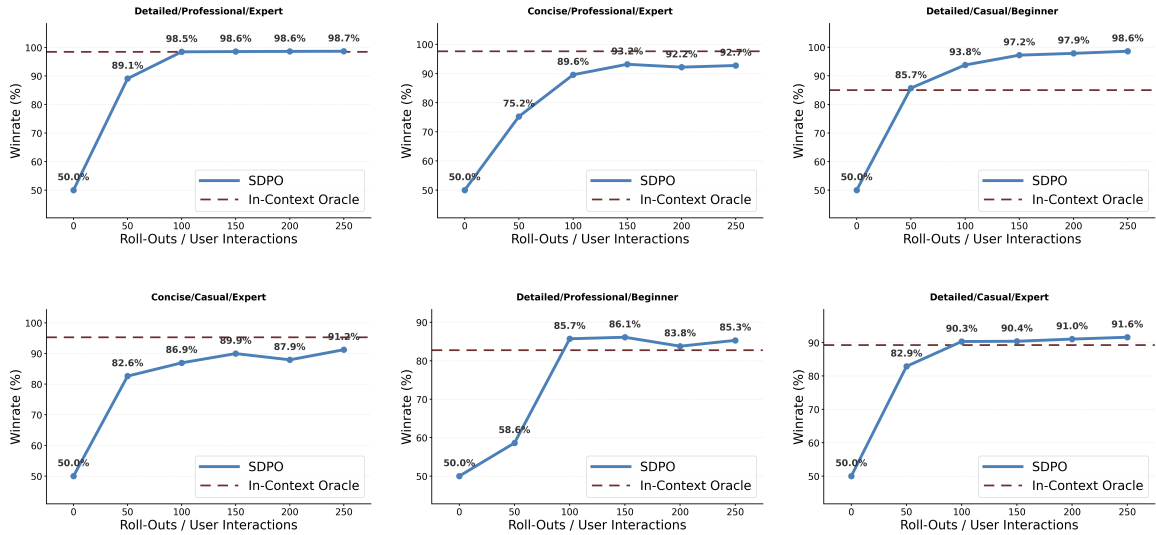 Detailed/Professional/Expert
Winrate (%)
100
90
80
70
60
50
50.0%
89.1%
98.5%
98.6%
98.6%
98.7%
SDPO
In-Context Oracle
0 50 100 150 200 250
Roll-Outs / User Interactions
Concise/Professional/Expert
Winrate (%)
100
90
80
70
60
50
50.0%
75.2%
89.6%
93.2%
92.2%
92.7%
SDPO
In-Context Oracle
0 50 100 150 200 250
Roll-Outs / User Interactions
Detailed/Casual/Beginner
Winrate (%)
100
90
80
70
60
50
50.0%
85.7%
93.8%
97.2%
97.9%
98.6%
SDPO
In-Context Oracle
0 50 100 150 200 250
Roll-Outs / User Interactions
Concise/Casual/Expert
Winrate (%)
100
90
80
70
60
50
50.0%
82.6%
86.9%
89.9%
87.9%
91.2%
SDPO
In-Context Oracle
0 50 100 150 200 250
Roll-Outs / User Interactions
Detailed/Professional/Beginner
Winrate (%)
90
80
70
60
50
50.0%
58.6%
85.7%
86.1%
83.8%
85.3%
SDPO
In-Context Oracle
0 50 100 150 200 250
Roll-Outs / User Interactions
Detailed/Casual/Expert
Winrate (%)
90
80
70
60
50
50.0%
82.9%
90.3%
90.4%
91.0%
91.6%
SDPO
In-Context Oracle
0 50 100 150 200 250
Roll-Outs / User Interactions